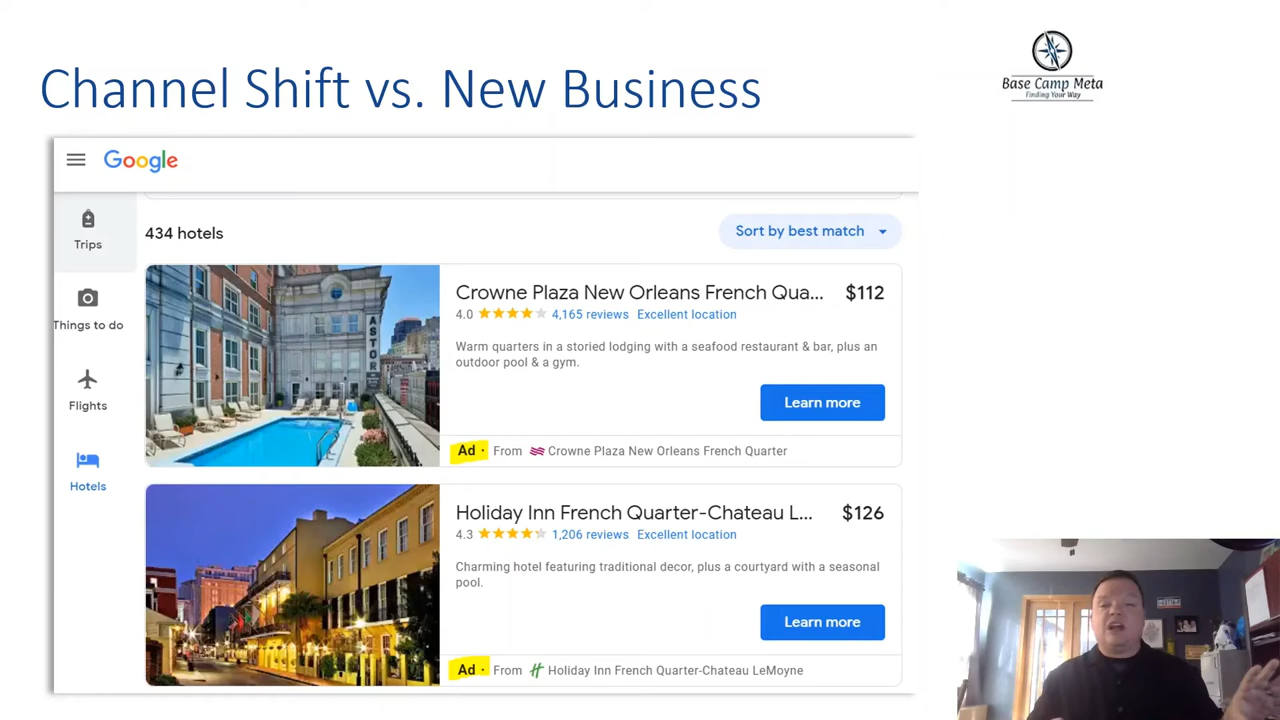 Channel Shift vs. New Business
Base Camp Meta
Finding Your Way
Google
Trips
Things to do
Flights
Hotels
434 hotels
Sort by best match
Crowne Plaza New Orleans French Qua... $112
4.0 4,165 reviews Excellent location
Warm quarters in a storied lodging with a seafood restaurant & bar, plus an
outdoor pool & a gym.
Learn more
Ad · From Crowne Plaza New Orleans French Quarter
ASTOR
Holiday Inn French Quarter-Chateau L... $126
4.3 1,206 reviews Excellent location
Charming hotel featuring traditional decor, plus a courtyard with a seasonal
pool.
Learn more
Ad · From Holiday Inn French Quarter-Chateau LeMoyne